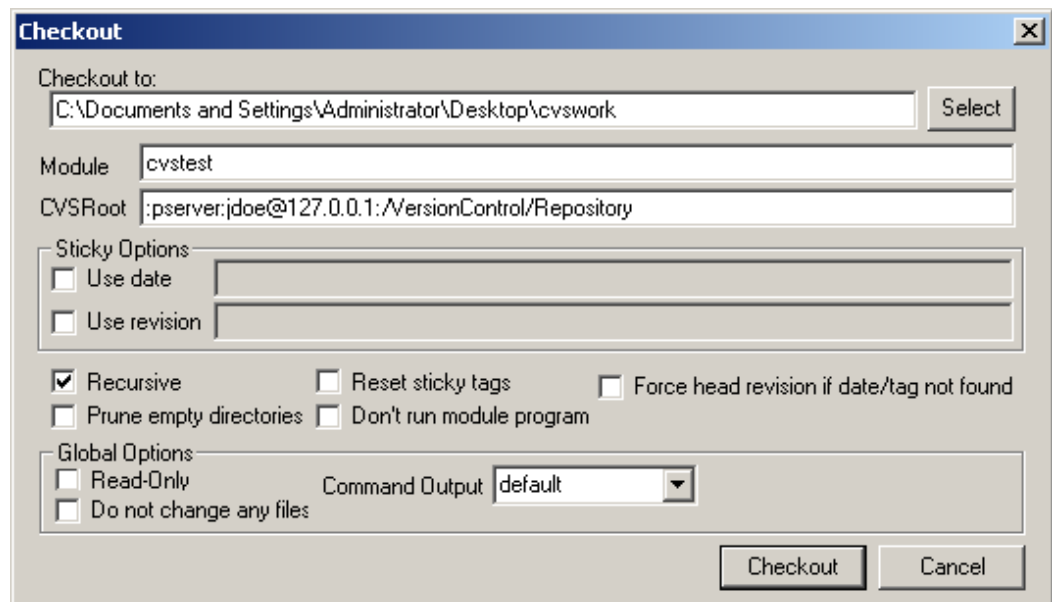 Checkout
Checkout to:
C:\Documents and Settings\Administrator\Desktop\cvswork Select
Module cvstest
CVSRoot :pserver:jdoe@127.0.0.1:/VersionControl/Repository
Sticky Options
Use date
Use revision
Recursive Reset sticky tags Force head revision if date/tag not found
Prune empty directories Don't run module program
Global Options
Read-Only Command Output default
Do not change any files
Checkout Cancel